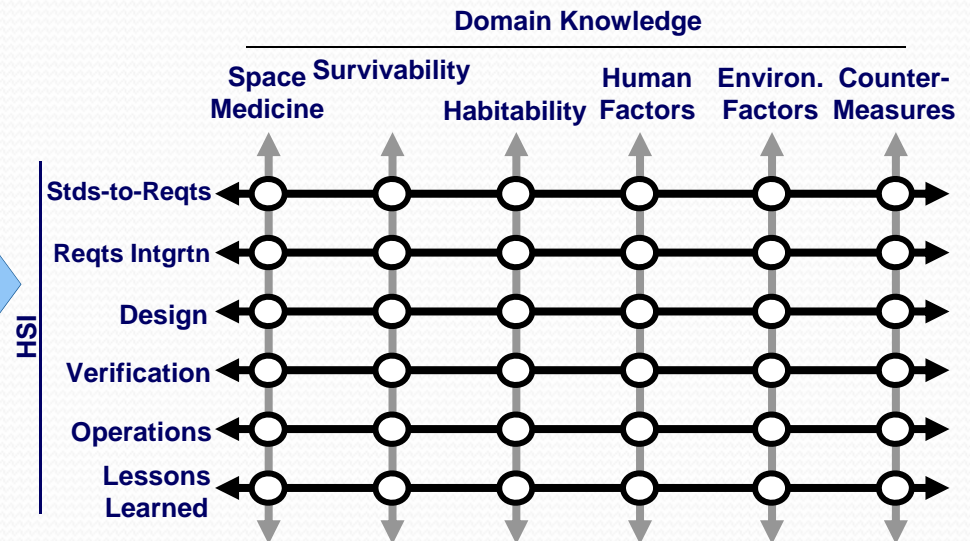 Domain Knowledge
Space Medicine
Survivability
Habitability
Human Factors
Environ. Factors
Counter-Measures
HSI
Stds-to-Reqts
Reqts Intgrtn
Design
Verification
Operations
Lessons
Learned